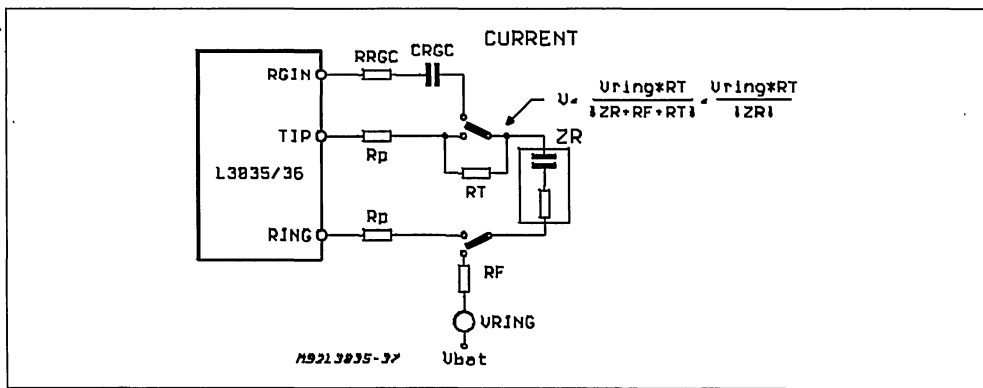 CURRENT
RRGC
CRGC
RGIN
V= Vring*RT / |ZR+RF+RT| = Vring*RT / |ZR|
TIP
Rp
ZR
L3035/36
RT
RING
Rp
RF
VRING
M92L3035-37
Vbat